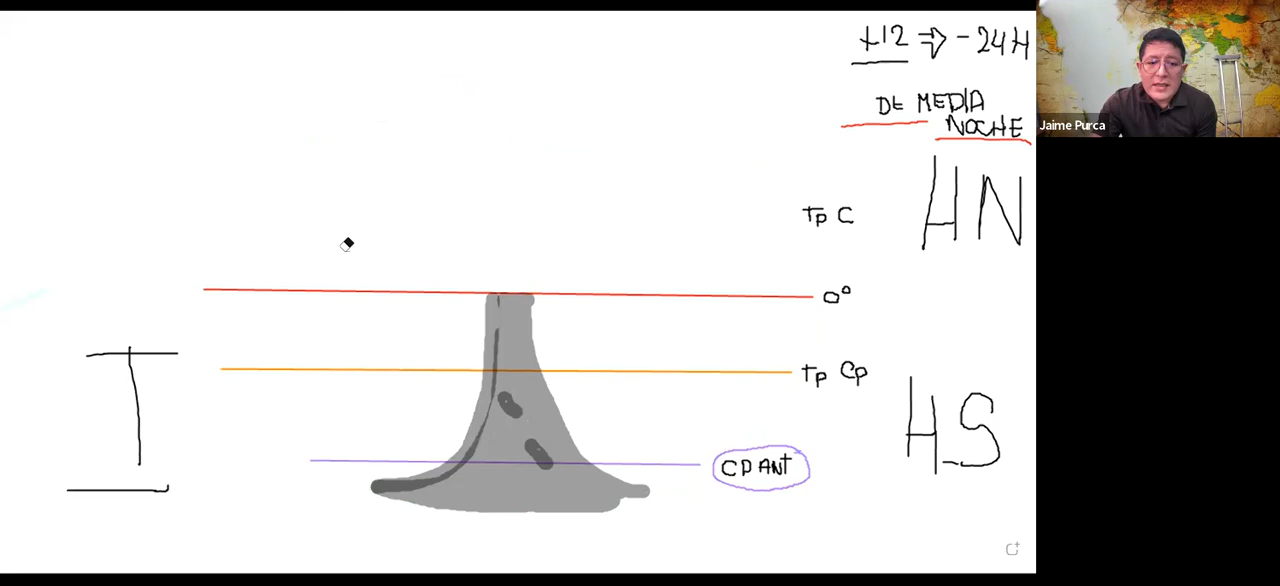 +12 ⇒ -24H
DE MEDIA
NOCHE
Jaime Purca
HN
Tp C
0°
I
Tp Cp
HS
CP ANT